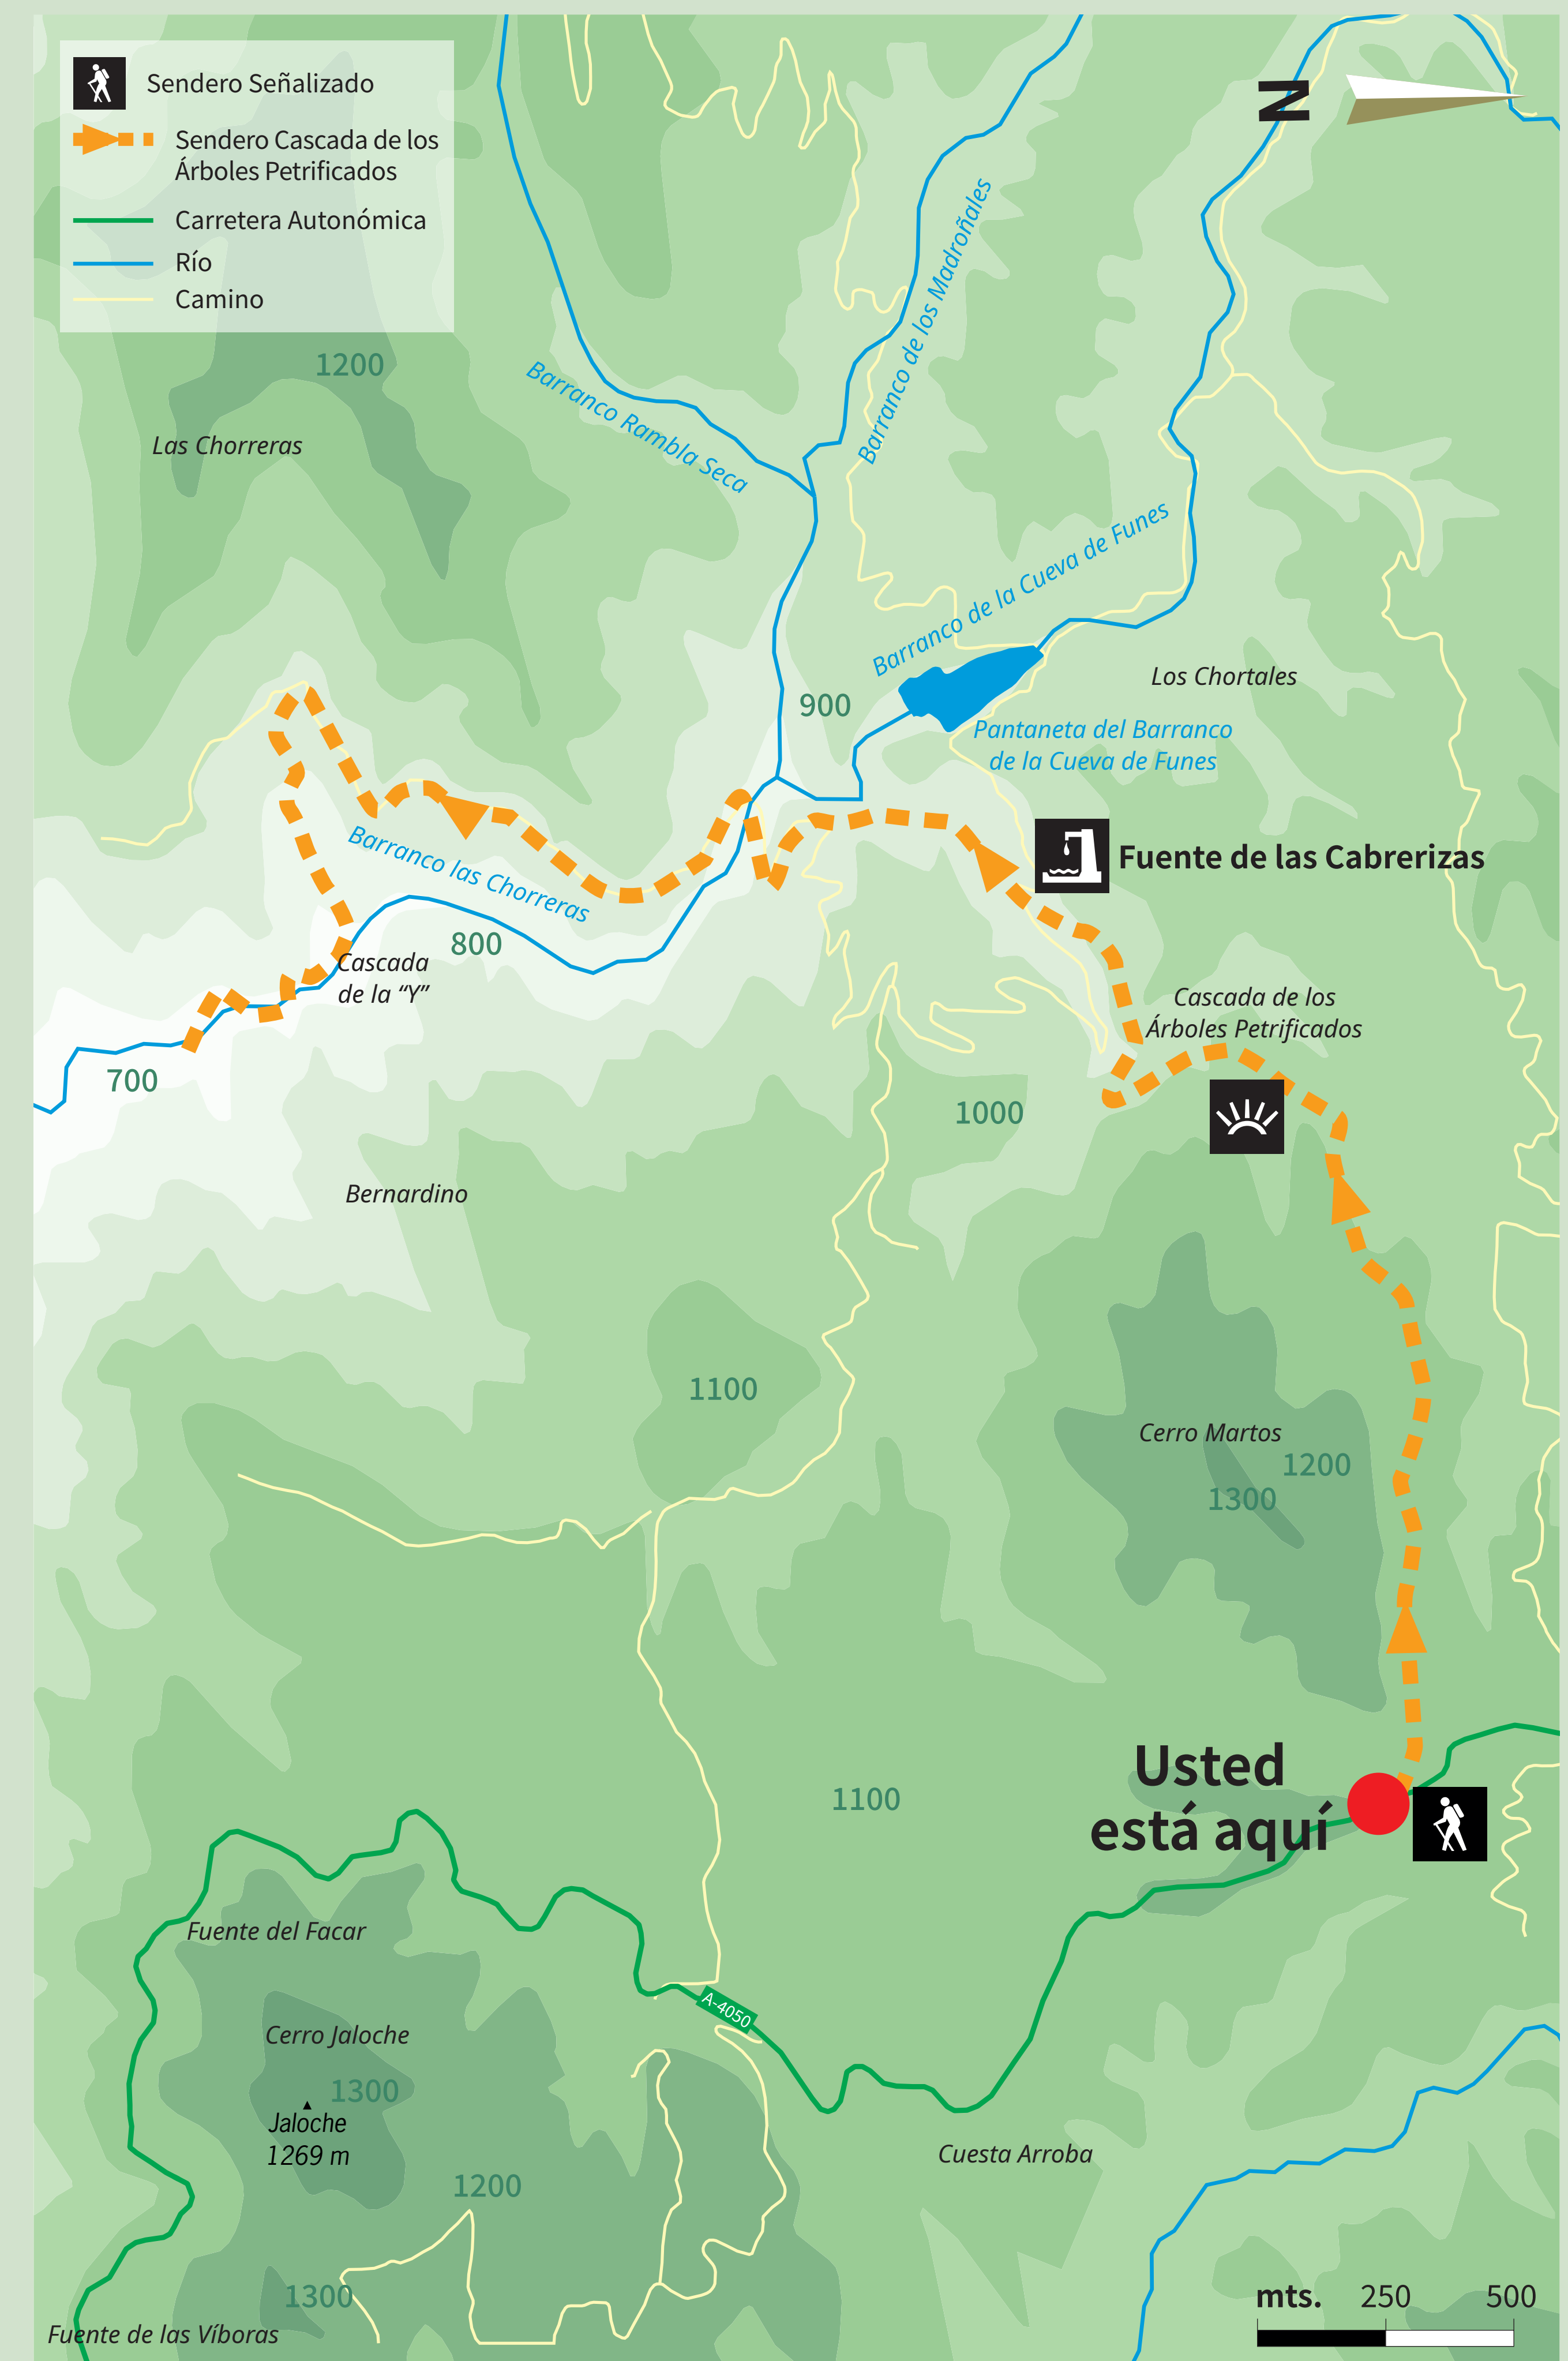 Sendero Señalizado
Sendero Cascada de los
Árboles Petrificados
Carretera Autonómica
Río
Camino
N
1200
Las Chorreras
Barranco Rambla Seca
Barranco de los Madroñales
Barranco de la Cueva de Funes
Los Chortales
900
Pantaneta del Barranco
de la Cueva de Funes
Fuente de las Cabrerizas
Barranco las Chorreras
800
Cascada
de la “Y”
Cascada de los
Árboles Petrificados
700
1000
Bernardino
1100
Cerro Martos
1200
1300
Usted
está aquí
1100
Fuente del Facar
A-4050
Cerro Jaloche
1300
Jaloche
1269 m
Cuesta Arroba
1200
1300
Fuente de las Víboras
mts. 250 500